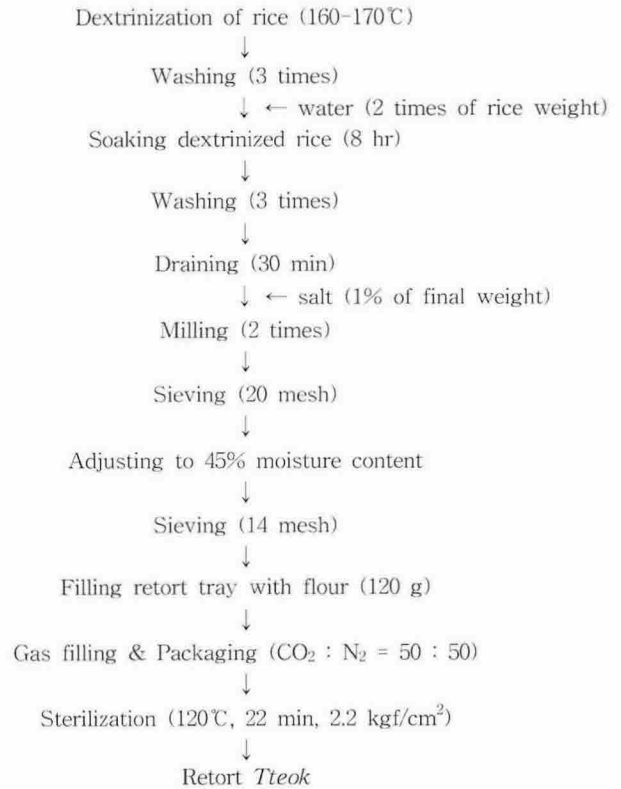 Dextrinization of rice (160-170℃)
↓
Washing (3 times)
↓ ← water (2 times of rice weight)
Soaking dextrinized rice (8 hr)
↓
Washing (3 times)
↓
Draining (30 min)
↓ ← salt (1% of final weight)
Milling (2 times)
↓
Sieving (20 mesh)
↓
Adjusting to 45% moisture content
↓
Sieving (14 mesh)
↓
Filling retort tray with flour (120 g)
↓
Gas filling & Packaging (CO₂ : N₂ = 50 : 50)
↓
Sterilization (120℃, 22 min, 2.2 kgf/cm²)
↓
Retort Tteok